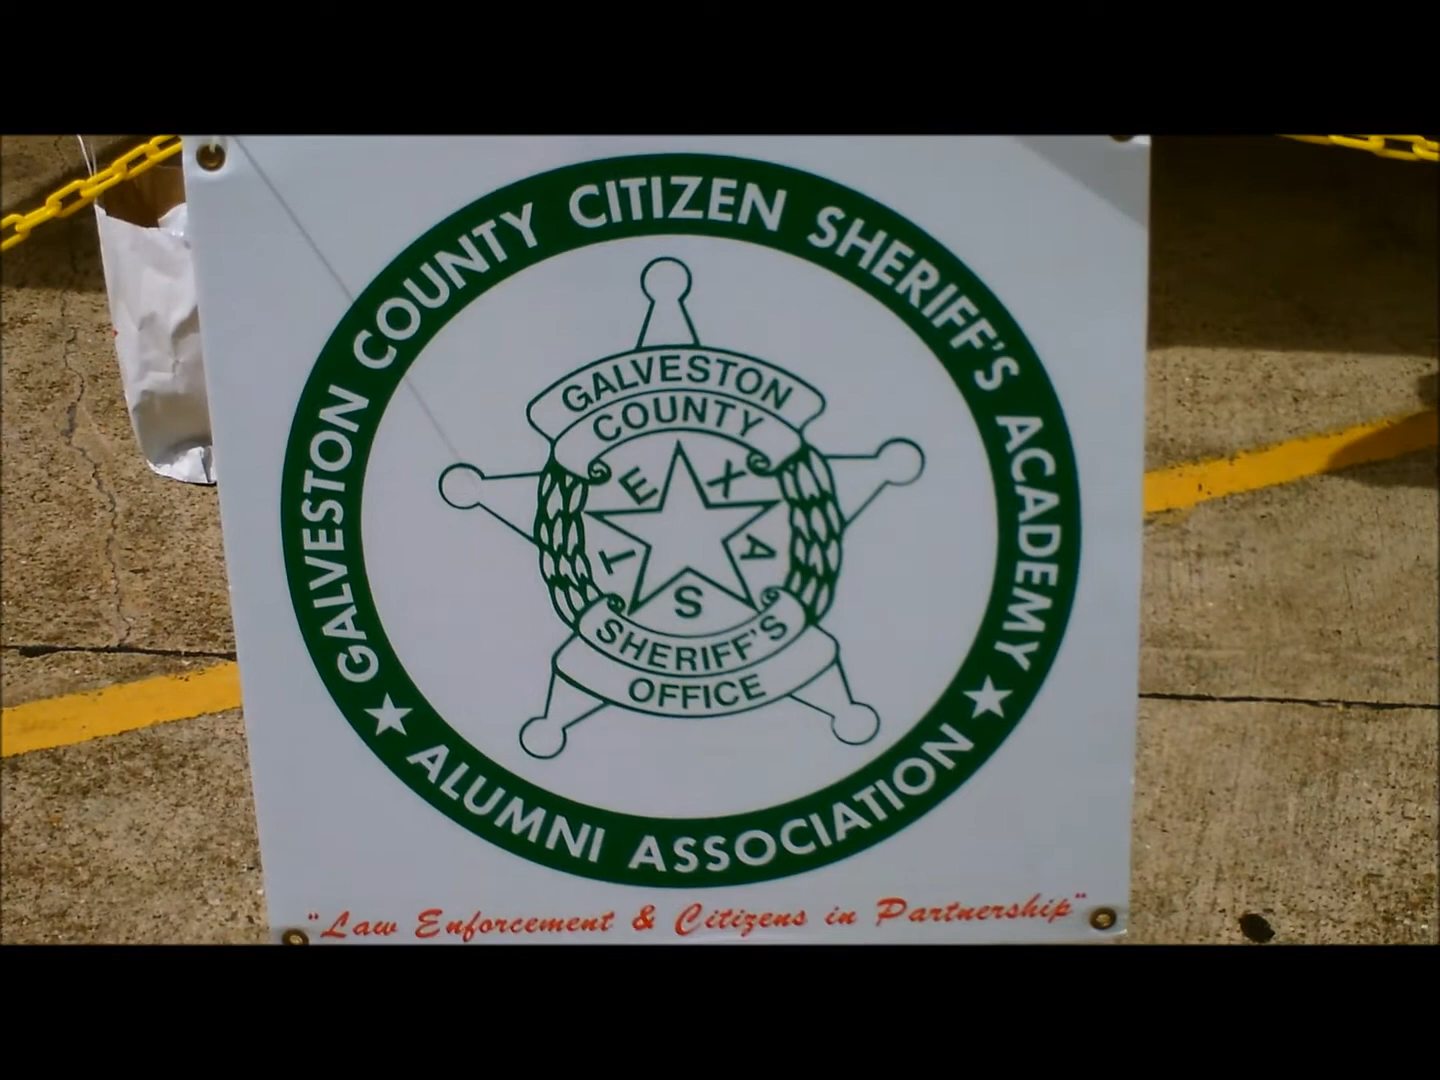 GALVESTON COUNTY CITIZEN SHERIFF'S ACADEMY
GALVESTON
COUNTY
TEXAS
SHERIFF'S
OFFICE
ALUMNI ASSOCIATION
"Law Enforcement & Citizens in Partnership"